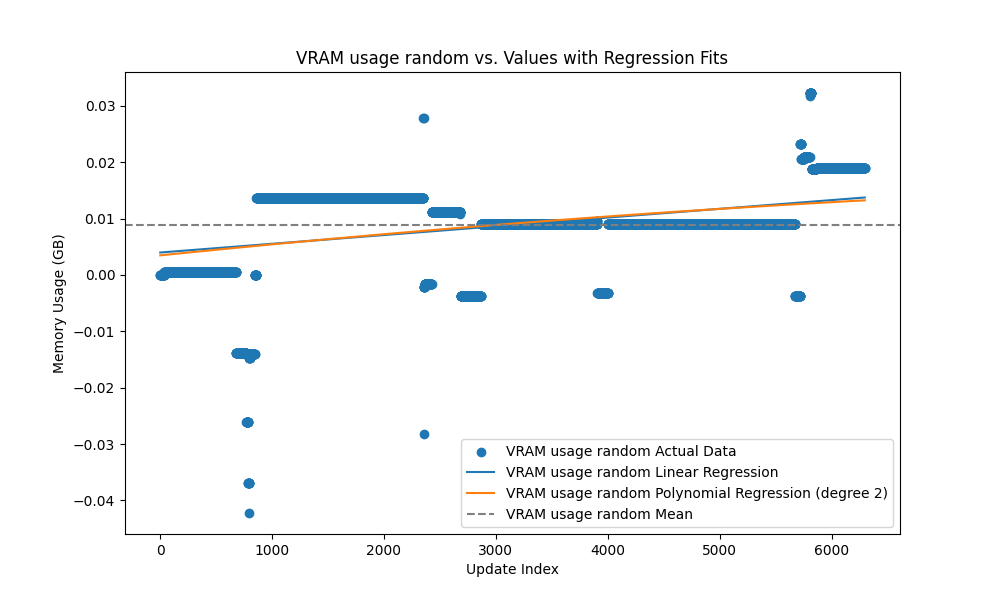 VRAM usage random vs. Values with Regression Fits
Memory Usage (GB)
0.03
0.02
0.01
0.00
−0.01
−0.02
−0.03
−0.04
VRAM usage random Actual Data
VRAM usage random Linear Regression
VRAM usage random Polynomial Regression (degree 2)
VRAM usage random Mean
0 1000 2000 3000 4000 5000 6000
Update Index